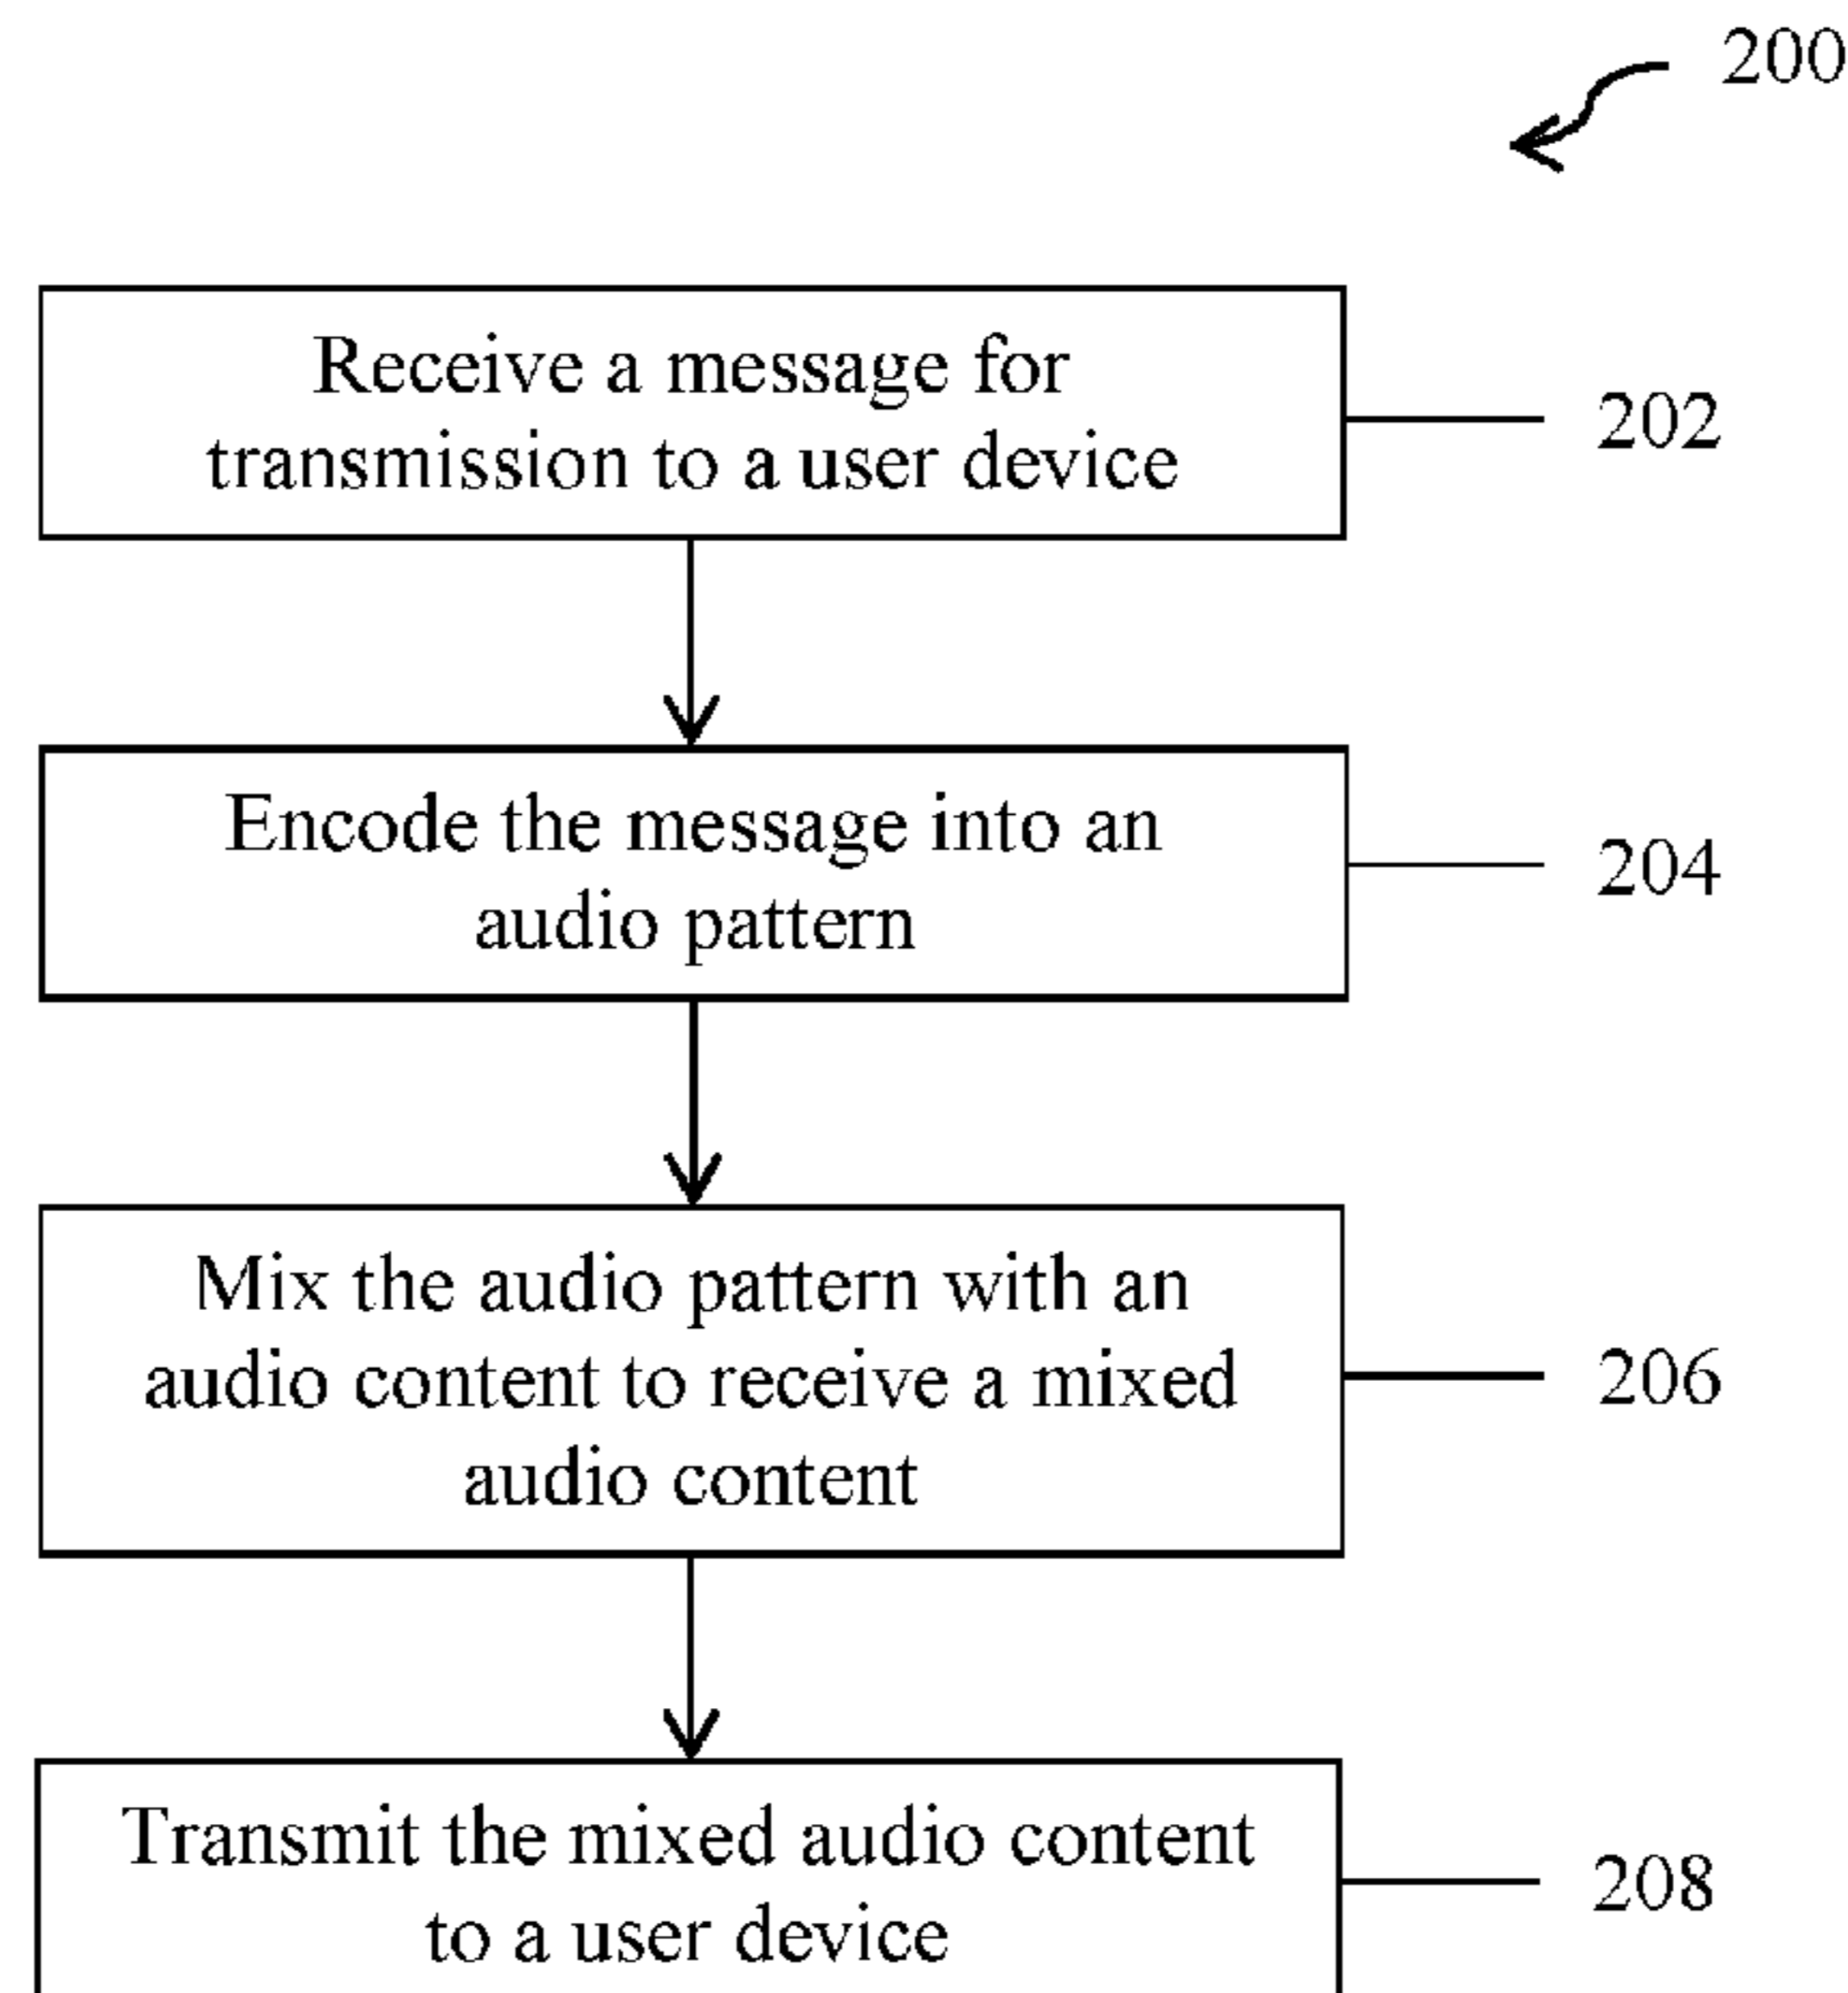 200
Receive a message for
transmission to a user device
202
Encode the message into an
audio pattern
204
Mix the audio pattern with an
audio content to receive a mixed
audio content
206
Transmit the mixed audio content
to a user device
208